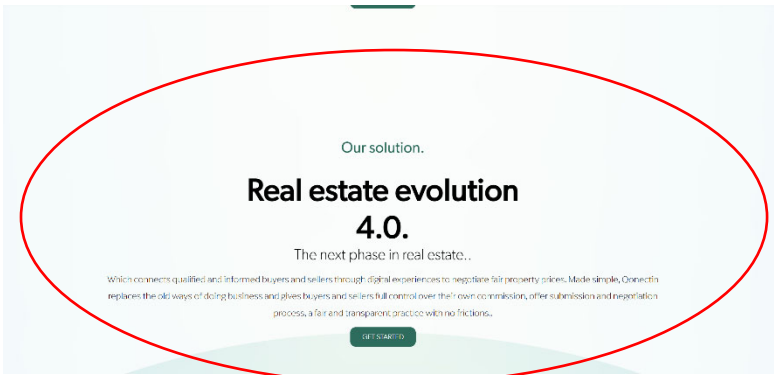 Our solution.
Real estate evolution
4.0.
The next phase in real estate..
Which connects qualified and informed buyers and sellers through digital experiences to negotiate fair property prices. Made simple, Qonectin
replaces the old ways of doing business and gives buyers and sellers full control over their own commission, offer submission and negotiation
process, a fair and transparent practice with no frictions..
GET STARTED